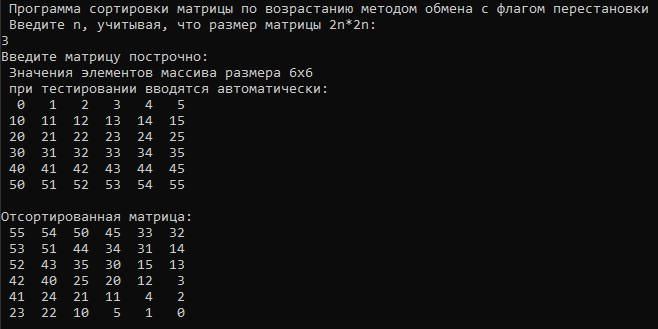 Программа сортировки матрицы по возрастанию методом обмена с флагом перестановки
Введите n, учитывая, что размер матрицы 2n*2n:
3
Введите матрицу построчно:
Значения элементов массива размера 6x6
при тестировании вводятся автоматически:
0 1 2 3 4 5
10 11 12 13 14 15
20 21 22 23 24 25
30 31 32 33 34 35
40 41 42 43 44 45
50 51 52 53 54 55
Отсортированная матрица:
55 54 50 45 33 32
53 51 44 34 31 14
52 43 35 30 15 13
42 40 25 20 12 3
41 24 21 11 4 2
23 22 10 5 1 0